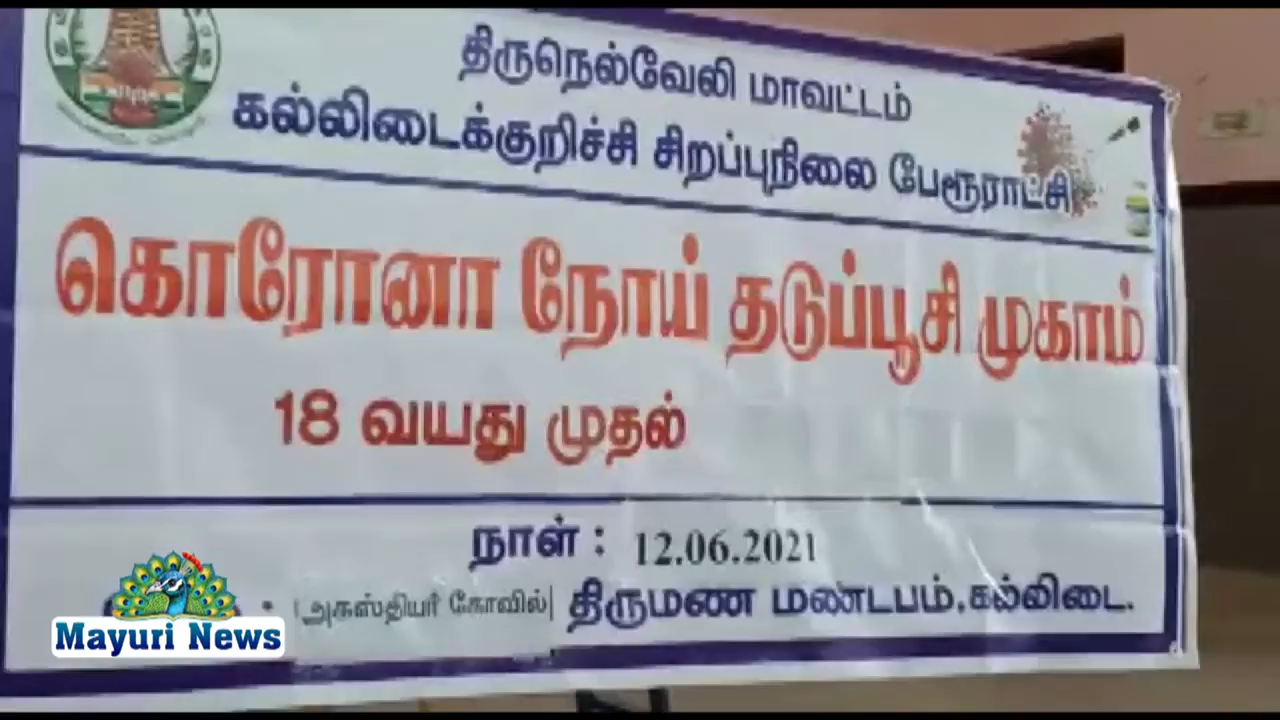 திருநெல்வேலி மாவட்டம்
கல்லிடைக்குறிச்சி சிறப்புநிலை பேரூராட்சி
கொரோனா நோய் தடுப்பூசி முகாம்
18 வயது முதல்
நாள் : 12.06.2021
: அகஸ்தியர் கோவில் திருமண மண்டபம்.கல்லிடை.
Mayuri News